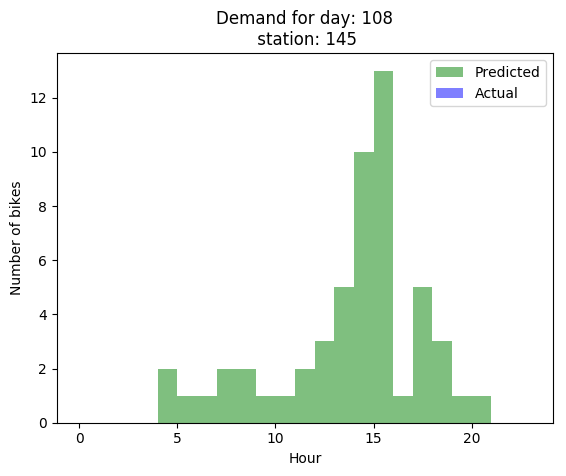 Demand for day: 108
station: 145
Predicted
Actual
Number of bikes
12
10
8
6
4
2
0
0
5
10
15
20
Hour